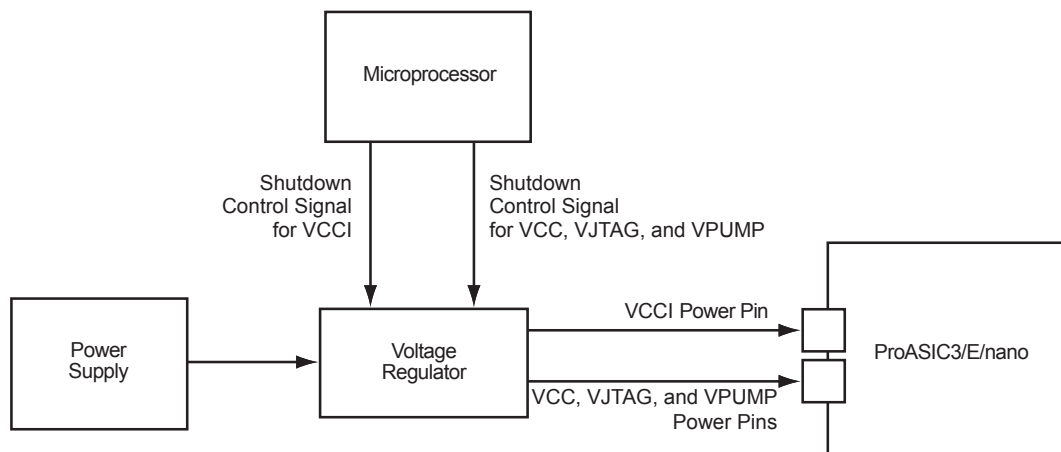 Microprocessor
Shutdown
Control Signal
for VCCI
Shutdown
Control Signal
for VCC, VJTAG, and VPUMP
Power
Supply
Voltage
Regulator
VCCI Power Pin
VCC, VJTAG, and VPUMP
Power Pins
ProASIC3/E/nano